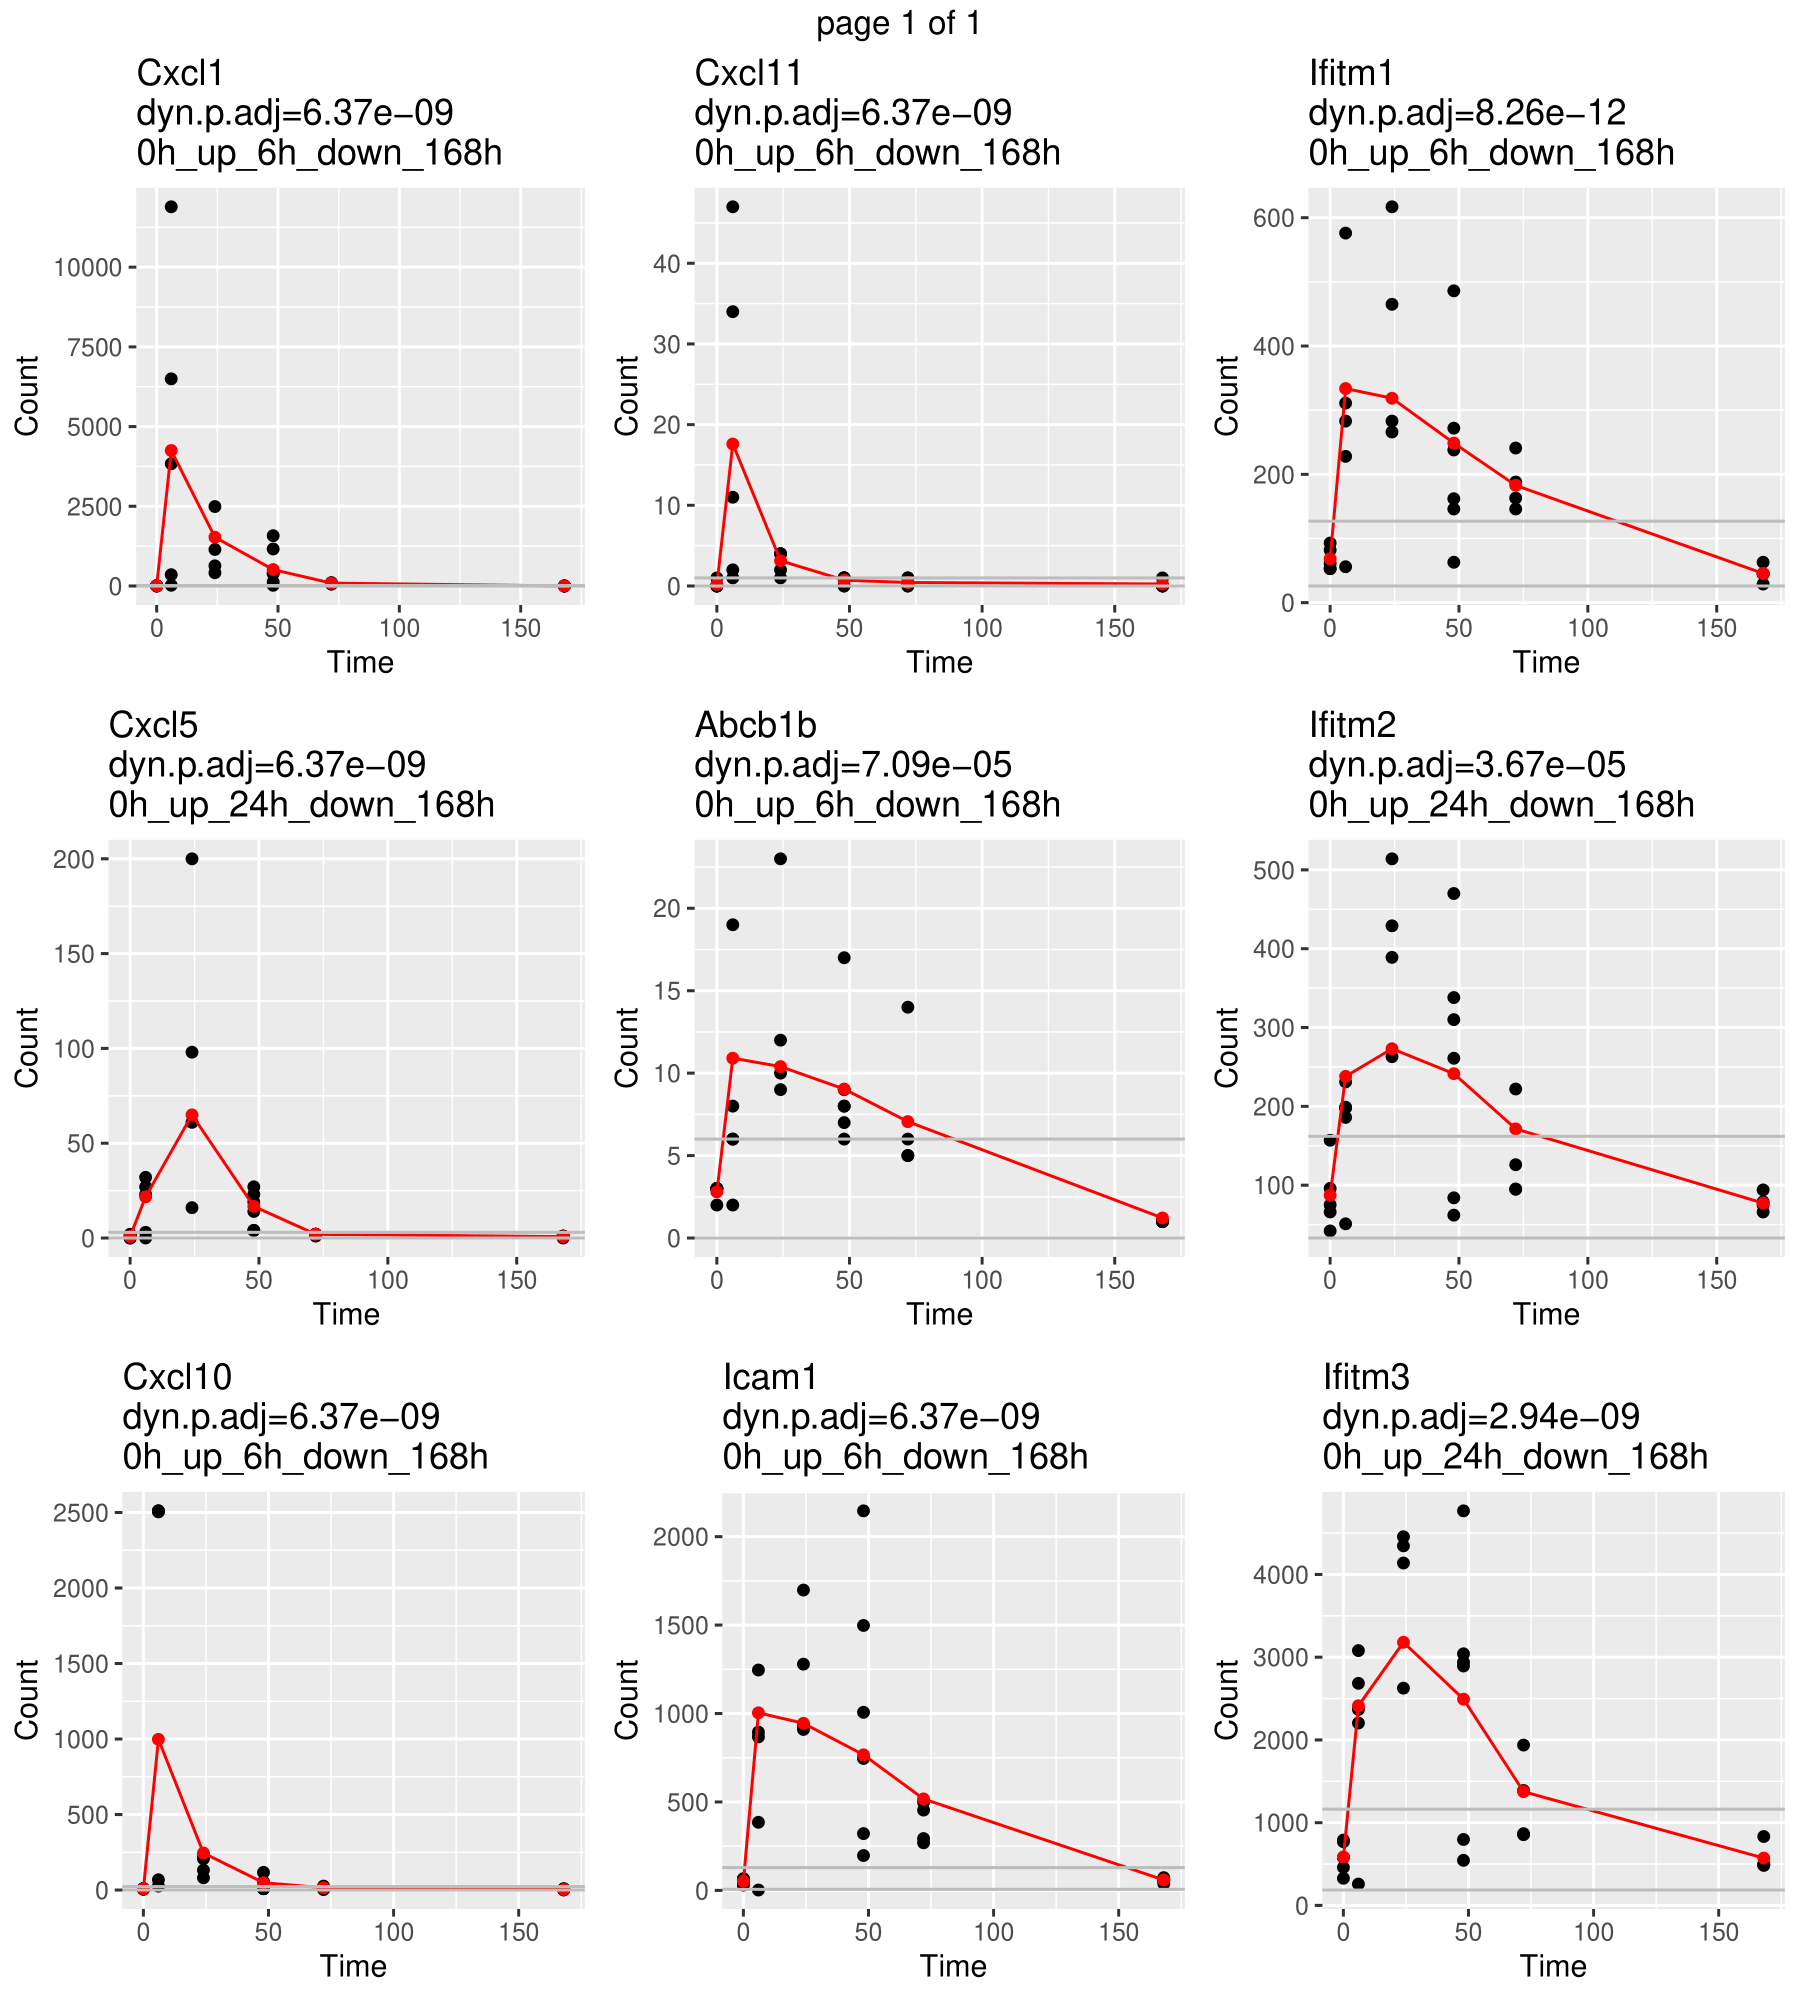 page 1 of 1
Cxcl1
dyn.p.adj=6.37e−09
0h_up_6h_down_168h
Count
10000
7500
5000
2500
0
0 50 100 150
Time
Cxcl11
dyn.p.adj=6.37e−09
0h_up_6h_down_168h
Count
40
30
20
10
0
0 50 100 150
Time
Ifitm1
dyn.p.adj=8.26e−12
0h_up_6h_down_168h
Count
600
400
200
0
0 50 100 150
Time
Cxcl5
dyn.p.adj=6.37e−09
0h_up_24h_down_168h
Count
200
150
100
50
0
0 50 100 150
Time
Abcb1b
dyn.p.adj=7.09e−05
0h_up_6h_down_168h
Count
20
15
10
5
0
0 50 100 150
Time
Ifitm2
dyn.p.adj=3.67e−05
0h_up_24h_down_168h
Count
500
400
300
200
100
0 50 100 150
Time
Cxcl10
dyn.p.adj=6.37e−09
0h_up_6h_down_168h
Count
2500
2000
1500
1000
500
0
0 50 100 150
Time
Icam1
dyn.p.adj=6.37e−09
0h_up_6h_down_168h
Count
2000
1500
1000
500
0
0 50 100 150
Time
Ifitm3
dyn.p.adj=2.94e−09
0h_up_24h_down_168h
Count
4000
3000
2000
1000
0
0 50 100 150
Time